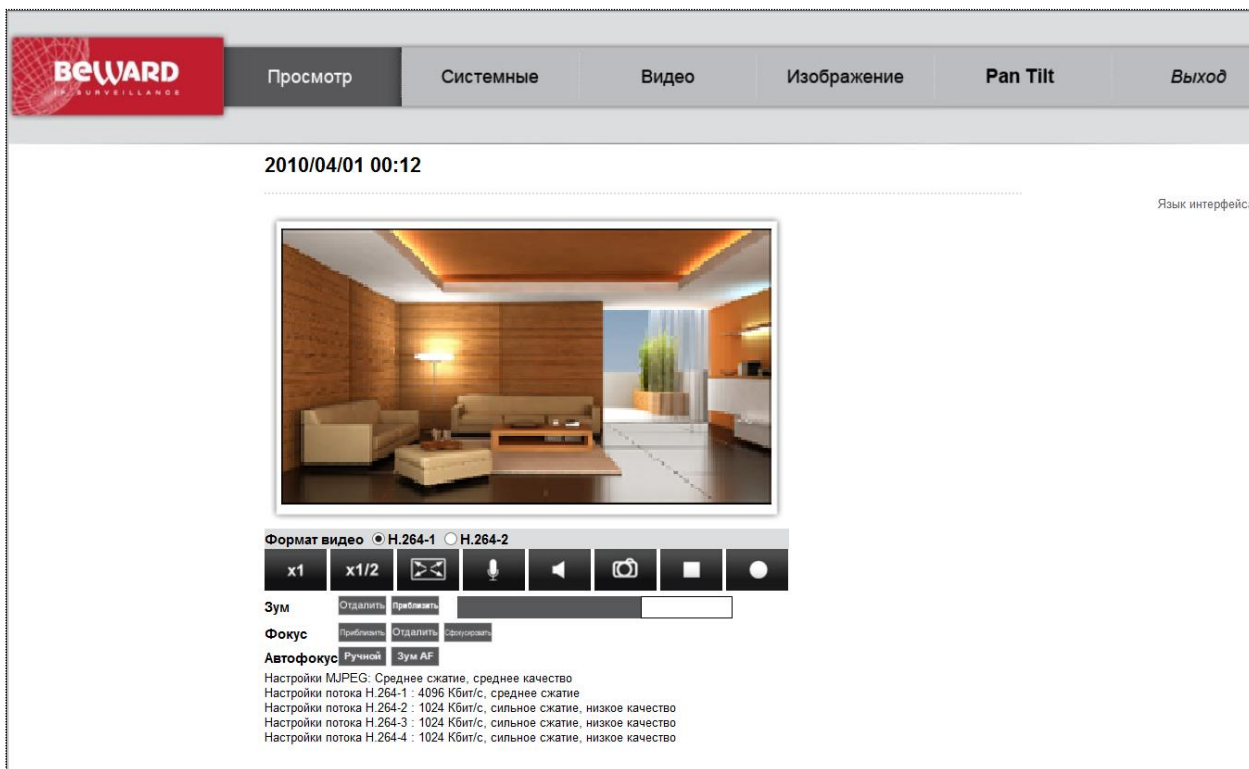 BEWARD
IP SURVEILLANCE
Просмотр
Системные
Видео
Изображение
Pan Tilt
Выход
2010/04/01 00:12
Язык интерфейса
Формат видео H.264-1 H.264-2
x1 x1/2
Зум Отдалить Приблизить
Фокус Приблизить Отдалить Сфокусировать
Автофокус Ручной Зум AF
Настройки MJPEG: Среднее сжатие, среднее качество
Настройки потока H.264-1 : 4096 Кбит/с, среднее сжатие
Настройки потока H.264-2 : 1024 Кбит/с, сильное сжатие, низкое качество
Настройки потока H.264-3 : 1024 Кбит/с, сильное сжатие, низкое качество
Настройки потока H.264-4 : 1024 Кбит/с, сильное сжатие, низкое качество